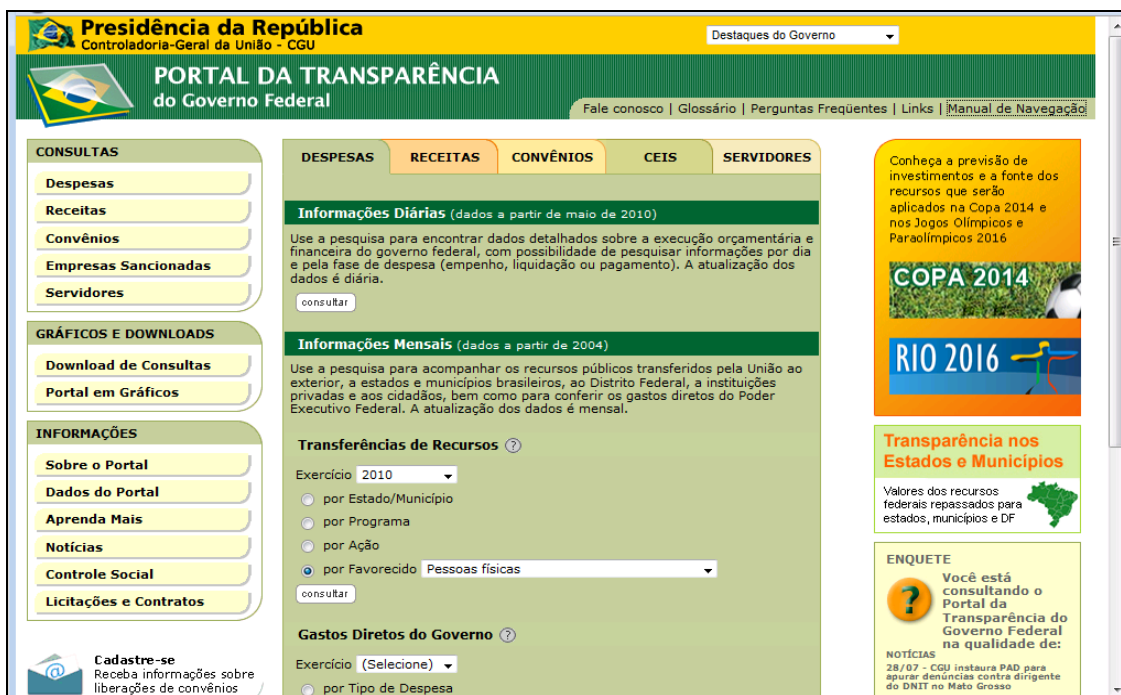 Presidência da República
Controladoria-Geral da União - CGU
Destaques do Governo
PORTAL DA TRANSPARÊNCIA
do Governo Federal
Fale conosco | Glossário | Perguntas Freqüentes | Links | Manual de Navegação
CONSULTAS
Despesas
Receitas
Convênios
Empresas Sancionadas
Servidores
GRÁFICOS E DOWNLOADS
Download de Consultas
Portal em Gráficos
INFORMAÇÕES
Sobre o Portal
Dados do Portal
Aprenda Mais
Notícias
Controle Social
Licitações e Contratos
Cadastre-se
Receba informações sobre
liberações de convênios
DESPESAS RECEITAS CONVÊNIOS CEIS SERVIDORES
Informações Diárias (dados a partir de maio de 2010)
Use a pesquisa para encontrar dados detalhados sobre a execução orçamentária e
financeira do governo federal, com possibilidade de pesquisar informações por dia
e pela fase de despesa (empenho, liquidação ou pagamento). A atualização dos
dados é diária.
consultar
Informações Mensais (dados a partir de 2004)
Use a pesquisa para acompanhar os recursos públicos transferidos pela União ao
exterior, a estados e municípios brasileiros, ao Distrito Federal, a instituições
privadas e aos cidadãos, bem como para conferir os gastos diretos do Poder
Executivo Federal. A atualização dos dados é mensal.
Transferências de Recursos ?
Exercício 2010
por Estado/Município
por Programa
por Ação
por Favorecido Pessoas físicas
consultar
Gastos Diretos do Governo ?
Exercício (Selecione)
por Tipo de Despesa
Conheça a previsão de
investimentos e a fonte dos
recursos que serão
aplicados na Copa 2014 e
nos Jogos Olímpicos e
Paraolímpicos 2016
COPA 2014
RIO 2016
Transparência nos
Estados e Municípios
Valores dos recursos
federais repassados para
estados, municípios e DF
ENQUETE
?
Você está
consultando o
Portal da
Transparência do
Governo Federal
na qualidade de:
NOTÍCIAS
28/07 - CGU instaura PAD para
apurar denúncias contra dirigente
do DNIT no Mato Grosso